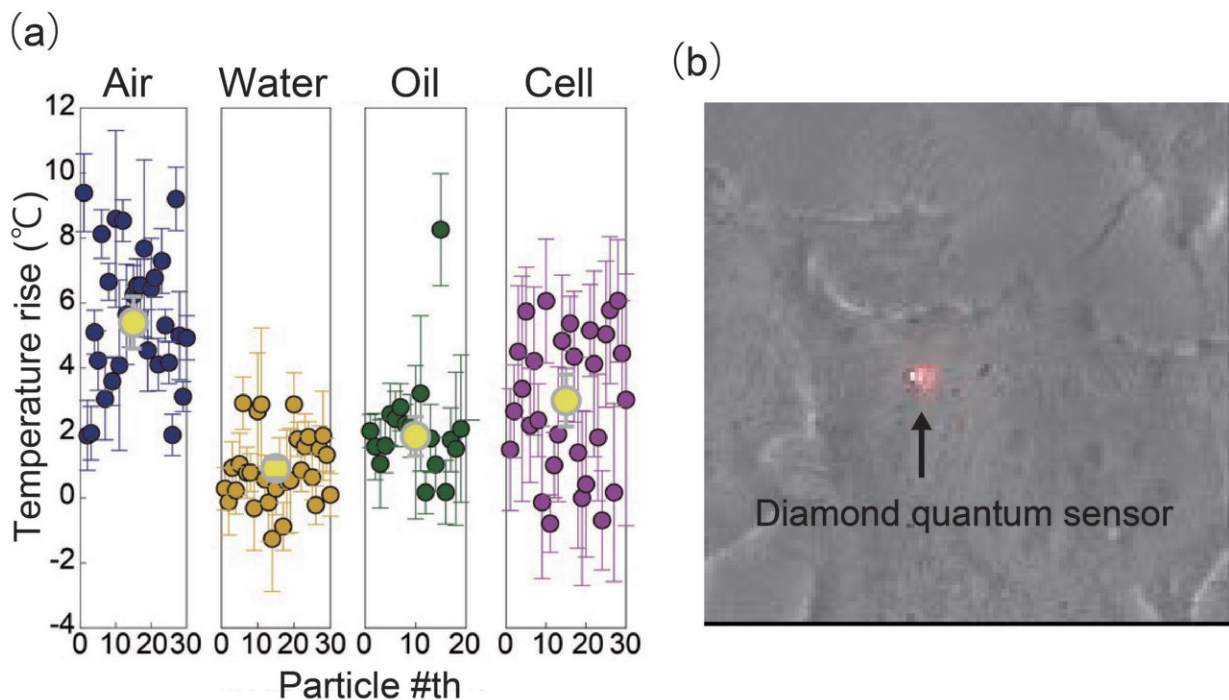 (a)
Air Water Oil Cell
12
10
8
6
4
2
0
-2
-4
Temperature rise (℃)
0 10 20 30 0 10 20 30 0 10 20 0 10 20 30
Particle #th
(b)
Diamond quantum sensor